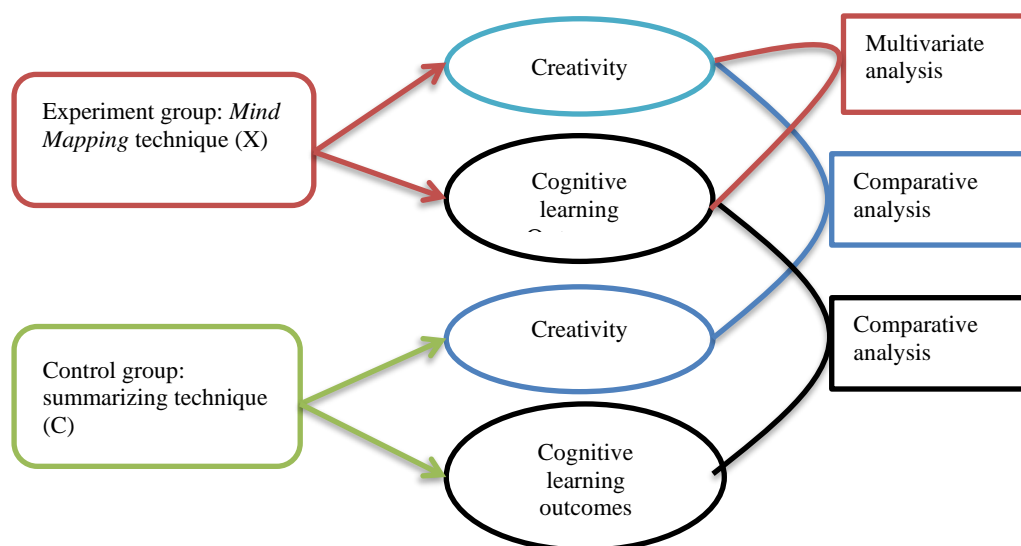 Experiment group: Mind
Mapping technique (X)
Creativity
Cognitive
learning
Multivariate
analysis
Comparative
analysis
Control group:
summarizing technique
(C)
Creativity
Cognitive
learning
outcomes
Comparative
analysis